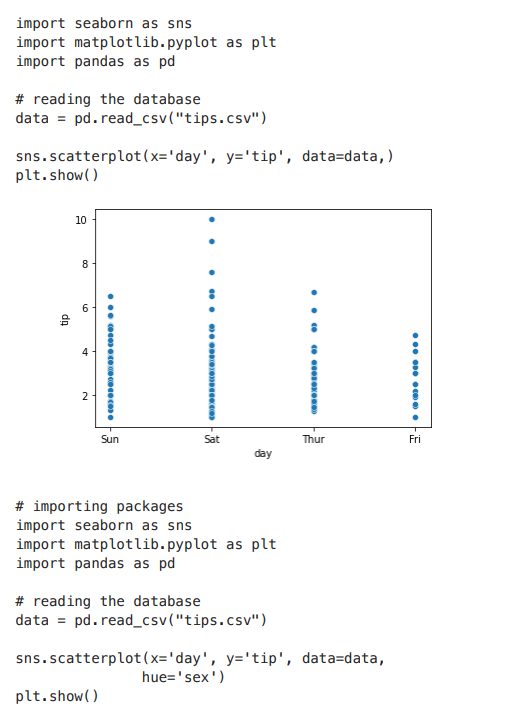 import seaborn as sns
import matplotlib.pyplot as plt
import pandas as pd
# reading the database
data = pd.read_csv("tips.csv")
sns.scatterplot(x='day', y='tip', data=data,)
plt.show()
10
8
6
4
2
tip
Sun Sat Thur Fri
day
# importing packages
import seaborn as sns
import matplotlib.pyplot as plt
import pandas as pd
# reading the database
data = pd.read_csv("tips.csv")
sns.scatterplot(x='day', y='tip', data=data,
hue='sex')
plt.show()